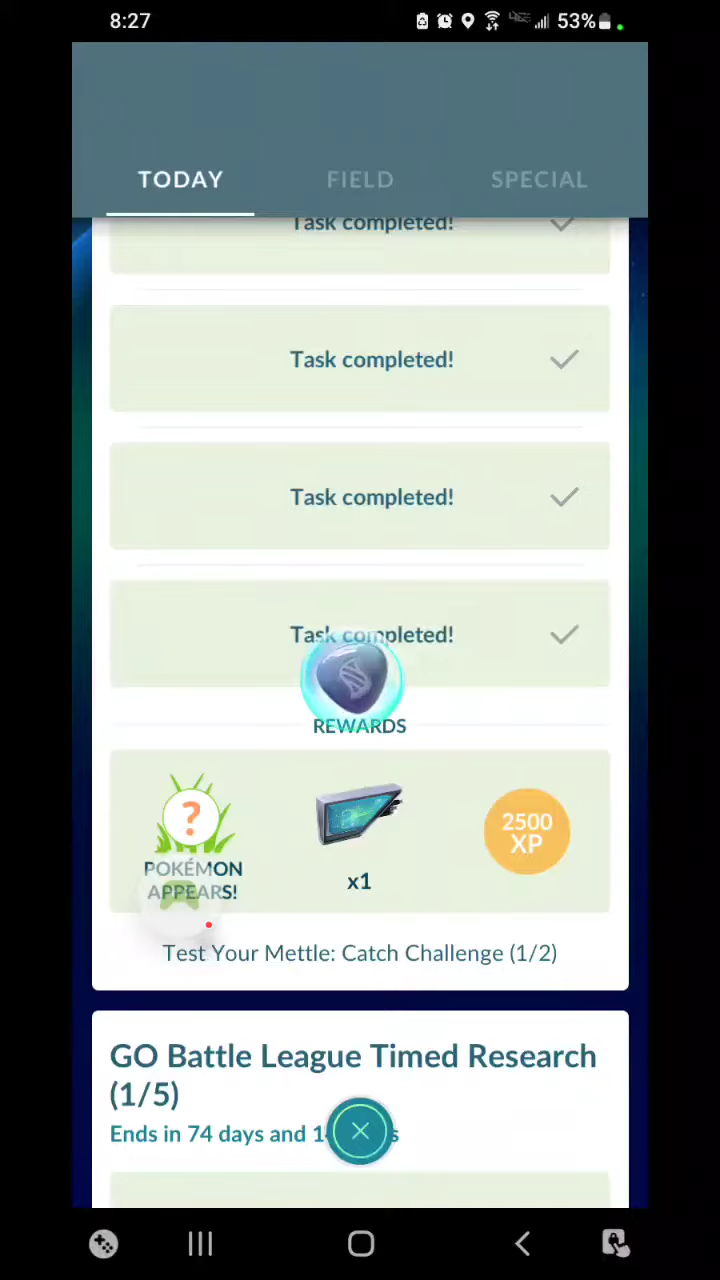 8:27
53%
TODAY
FIELD
SPECIAL
Task completed!
Task completed!
Task completed!
Task completed!
REWARDS
?
2500
XP
POKÉMON
APPEARS!
x1
Test Your Mettle: Catch Challenge (1/2)
GO Battle League Timed Research
(1/5)
Ends in 74 days and